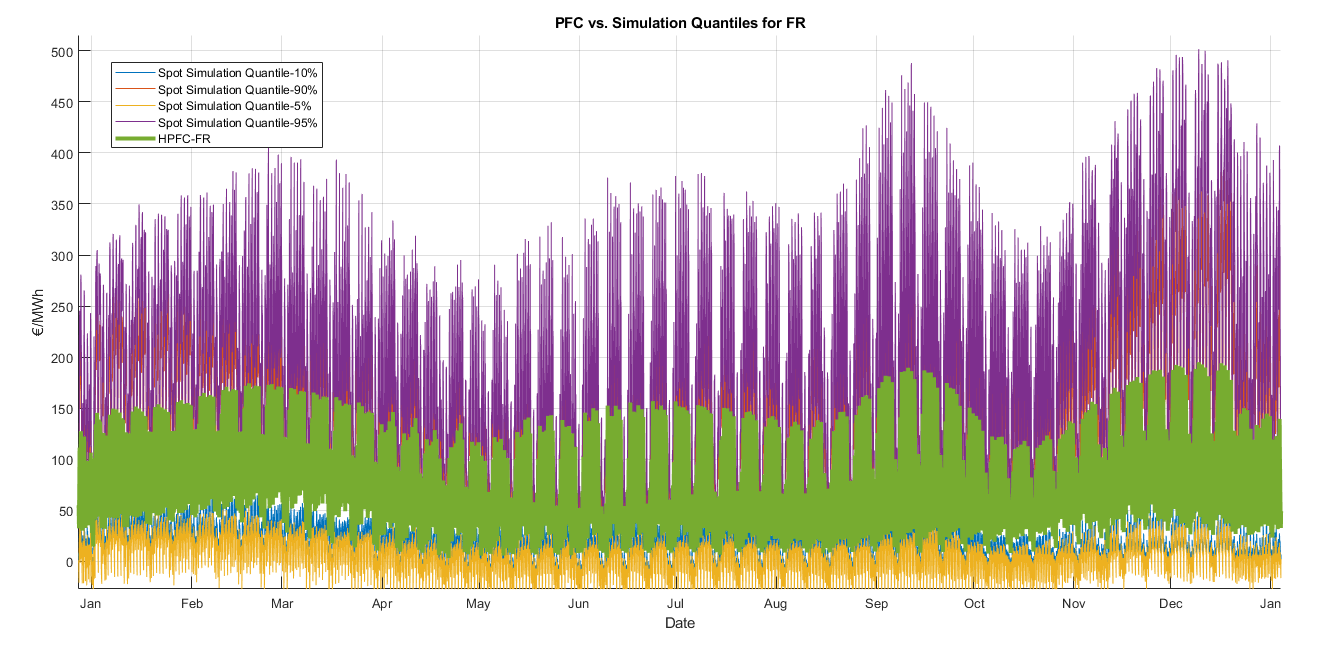 PFC vs. Simulation Quantiles for FR
500
450
400
350
300
250
200
150
100
50
0
€/MWh
Spot Simulation Quantile-10%
Spot Simulation Quantile-90%
Spot Simulation Quantile-5%
Spot Simulation Quantile-95%
HPFC-FR
Jan Feb Mar Apr May Jun Jul Aug Sep Oct Nov Dec Jan
Date